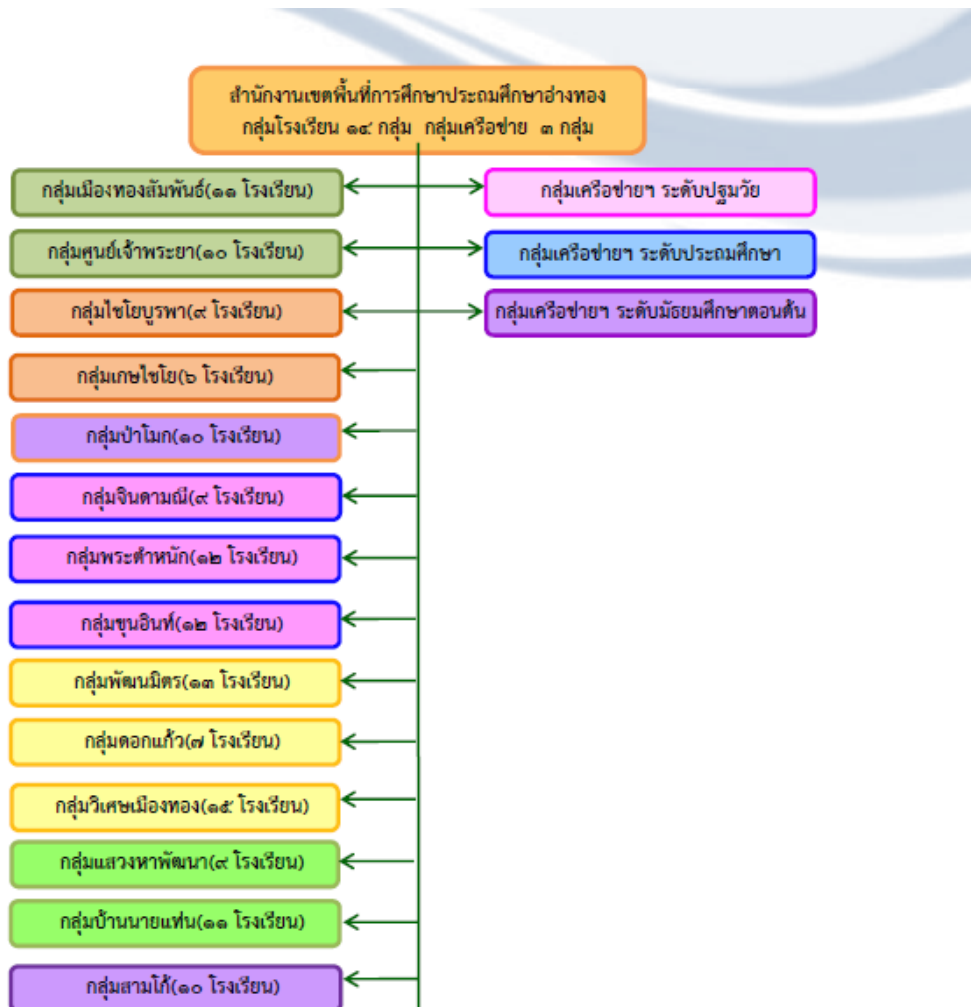 สำนักงานเขตพื้นที่การศึกษาประถมศึกษาอ่างทอง
กลุ่มโรงเรียน ๑๔ กลุ่ม กลุ่มเครือข่าย ๓ กลุ่ม
กลุ่มเมืองทองสัมพันธ์(๑๑ โรงเรียน)
กลุ่มเครือข่ายฯ ระดับปฐมวัย
กลุ่มศูนย์เจ้าพระยา(๑๐ โรงเรียน)
กลุ่มเครือข่ายฯ ระดับประถมศึกษา
กลุ่มไชโยบูรพา(๙ โรงเรียน)
กลุ่มเครือข่ายฯ ระดับมัธยมศึกษาตอนต้น
กลุ่มเกษไชโย(๖ โรงเรียน)
กลุ่มป่าโมก(๑๐ โรงเรียน)
กลุ่มจินดามณี(๙ โรงเรียน)
กลุ่มพระตำหนัก(๑๒ โรงเรียน)
กลุ่มขุนอินท์(๑๒ โรงเรียน)
กลุ่มพัฒนมิตร(๑๓ โรงเรียน)
กลุ่มดอกแก้ว(๗ โรงเรียน)
กลุ่มวิเศษเมืองทอง(๑๕ โรงเรียน)
กลุ่มแสวงหาพัฒนา(๙ โรงเรียน)
กลุ่มบ้านนายแท่น(๑๑ โรงเรียน)
กลุ่มสามโก้(๑๐ โรงเรียน)